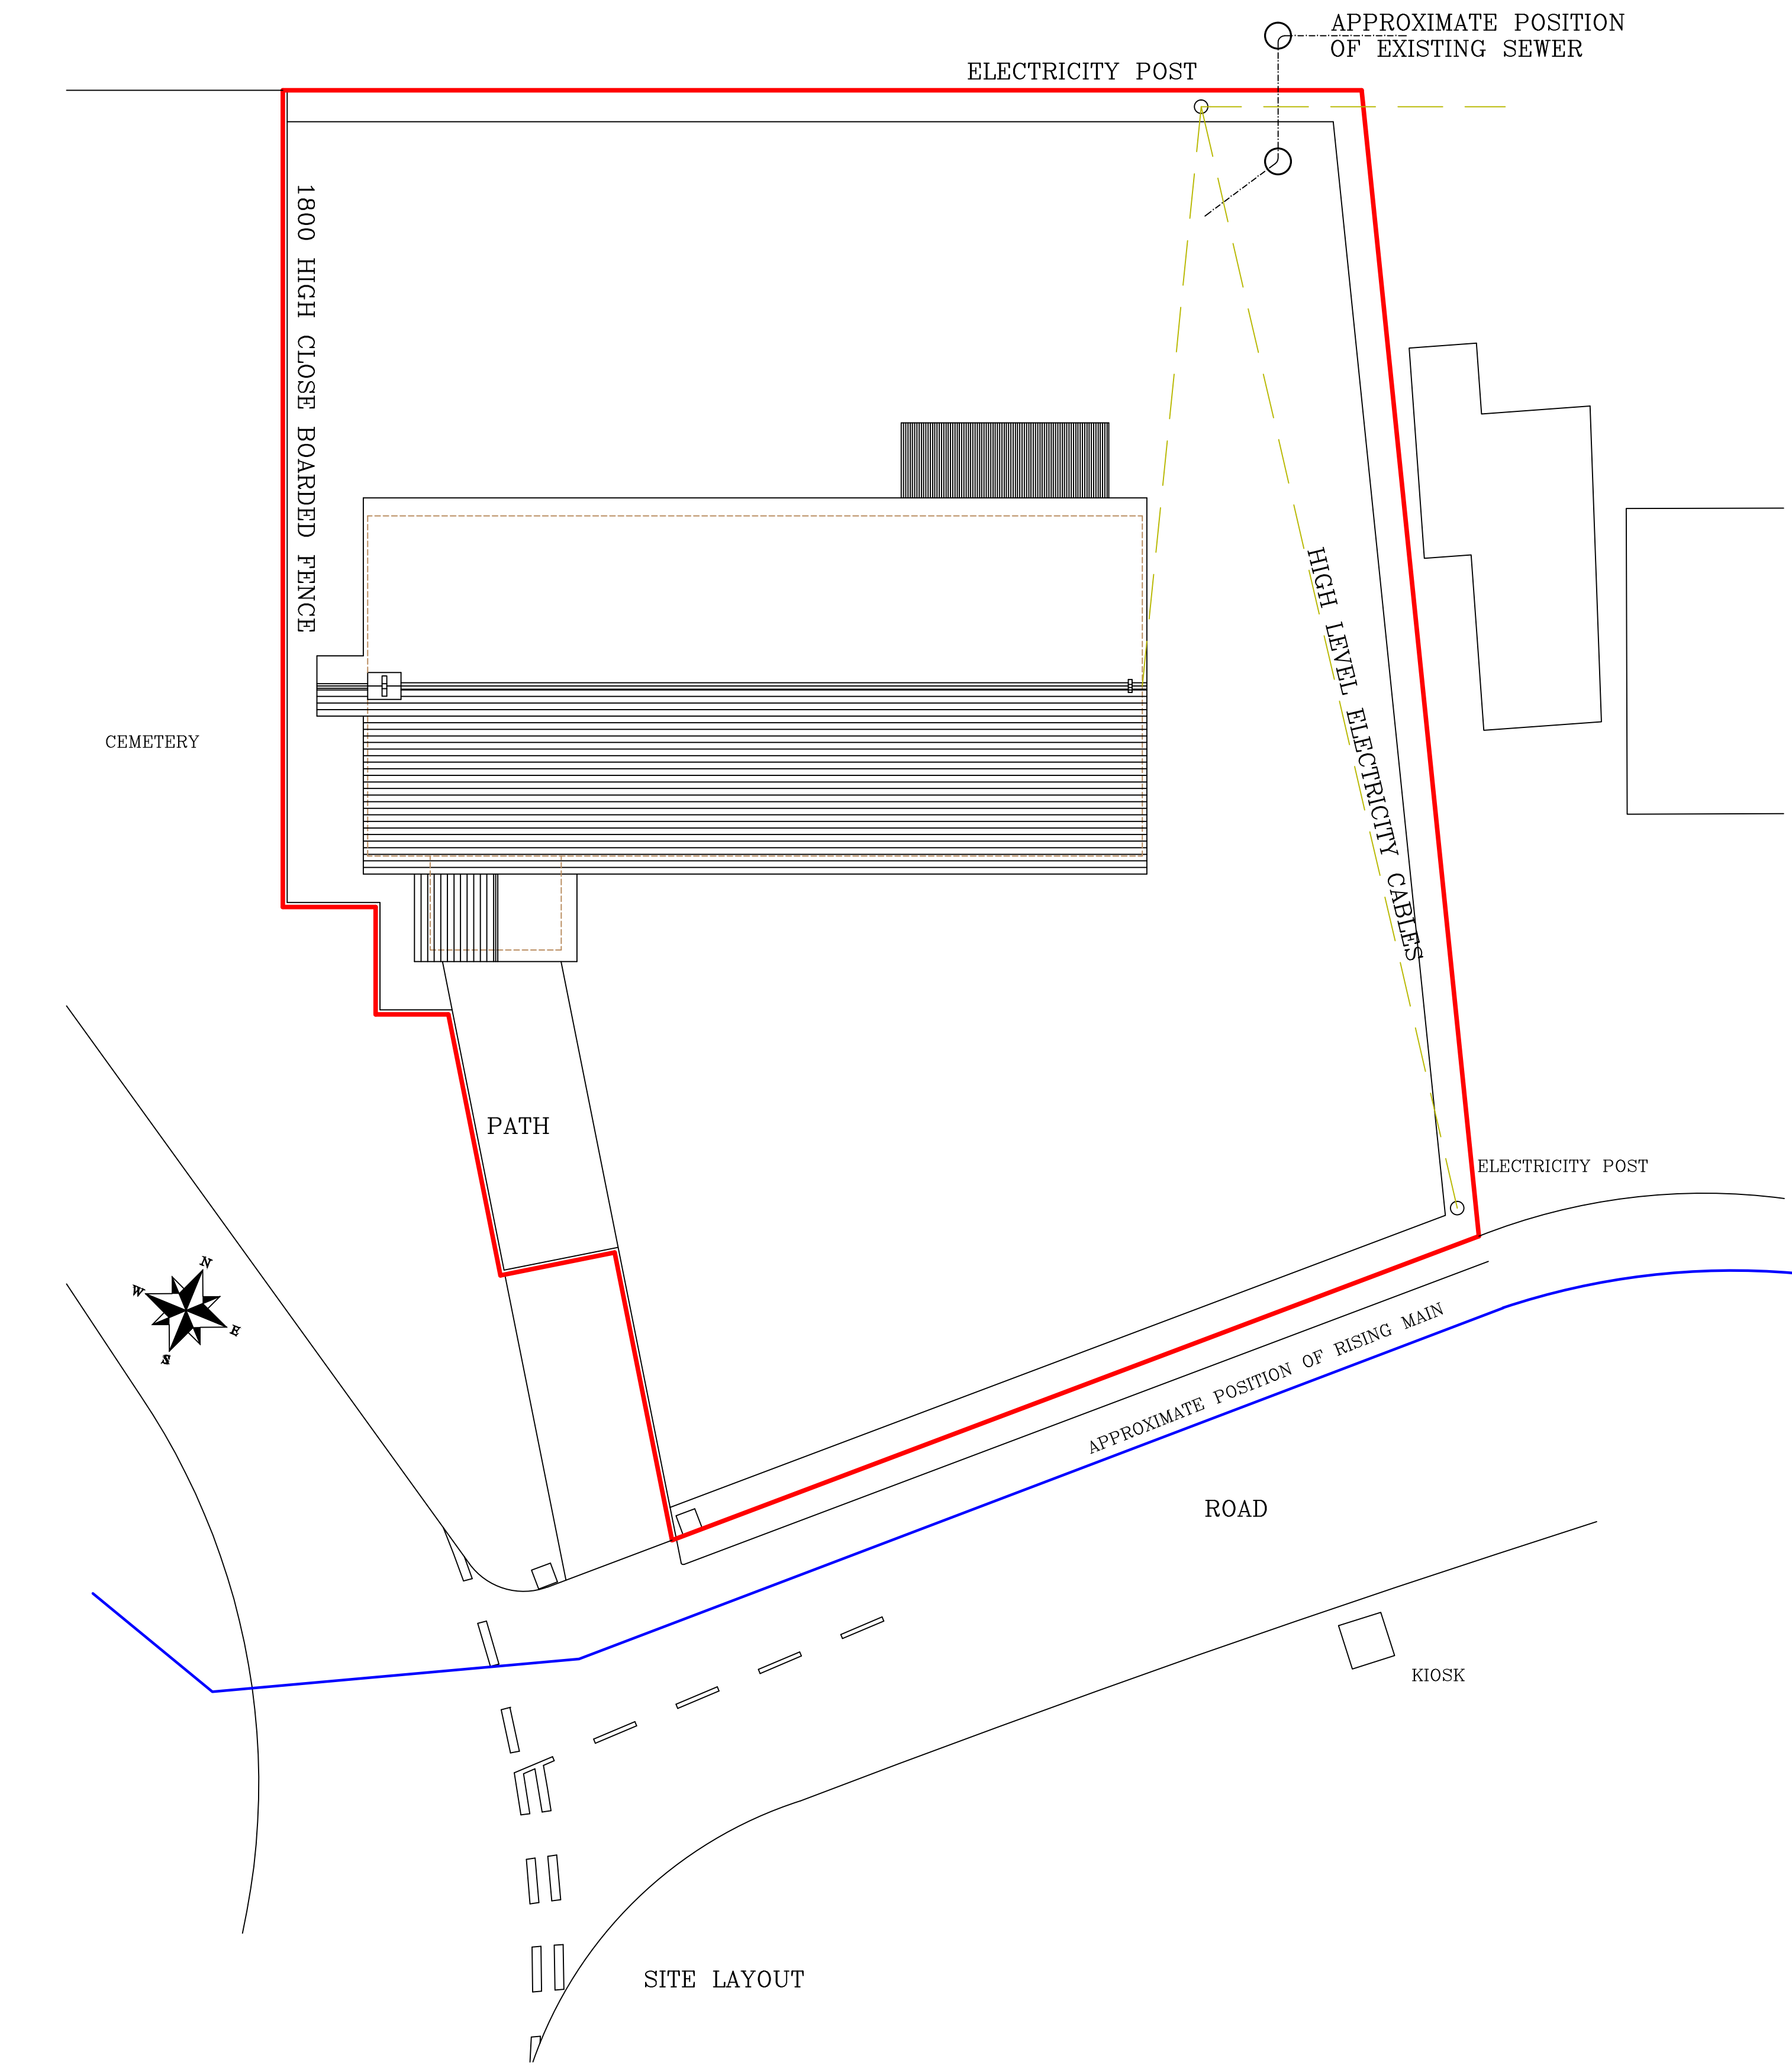 APPROXIMATE POSITION
OF EXISTING SEWER
ELECTRICITY POST
1800 HIGH CLOSE BOARDED FENCE
HIGH LEVEL ELECTRICITY CABLES
CEMETERY
PATH
ELECTRICITY POST
N
W
E
S
APPROXIMATE POSITION OF RISING MAIN
ROAD
KIOSK
SITE LAYOUT